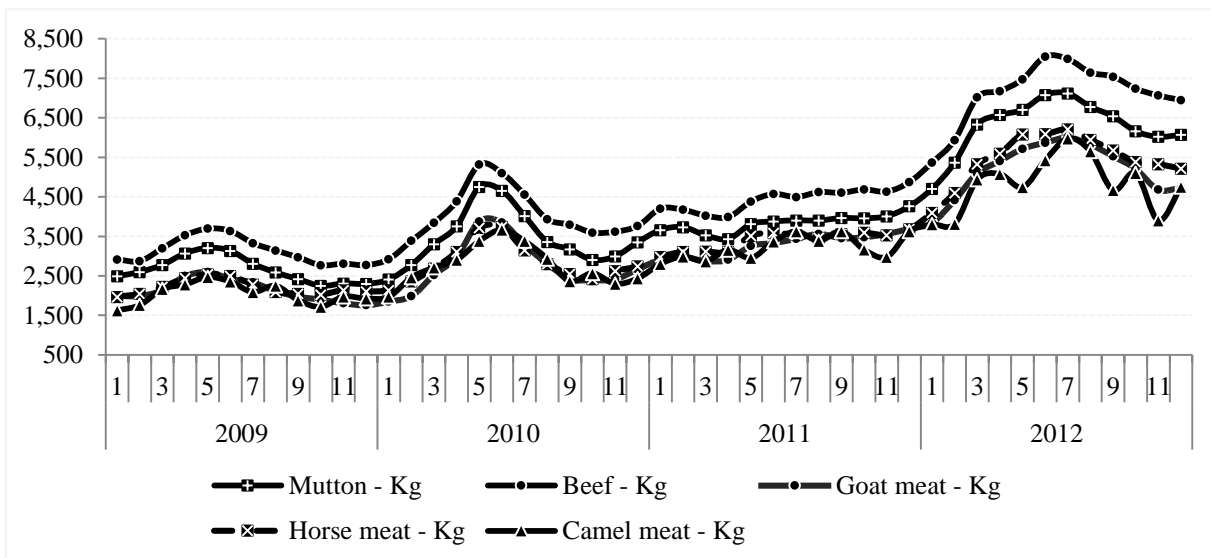 8,500
7,500
6,500
5,500
4,500
3,500
2,500
1,500
500
1 3 5 7 9 11 1 3 5 7 9 11 1 3 5 7 9 11 1 3 5 7 9 11
2009 2010 2011 2012
Mutton - Kg Beef - Kg Goat meat - Kg
Horse meat - Kg Camel meat - Kg